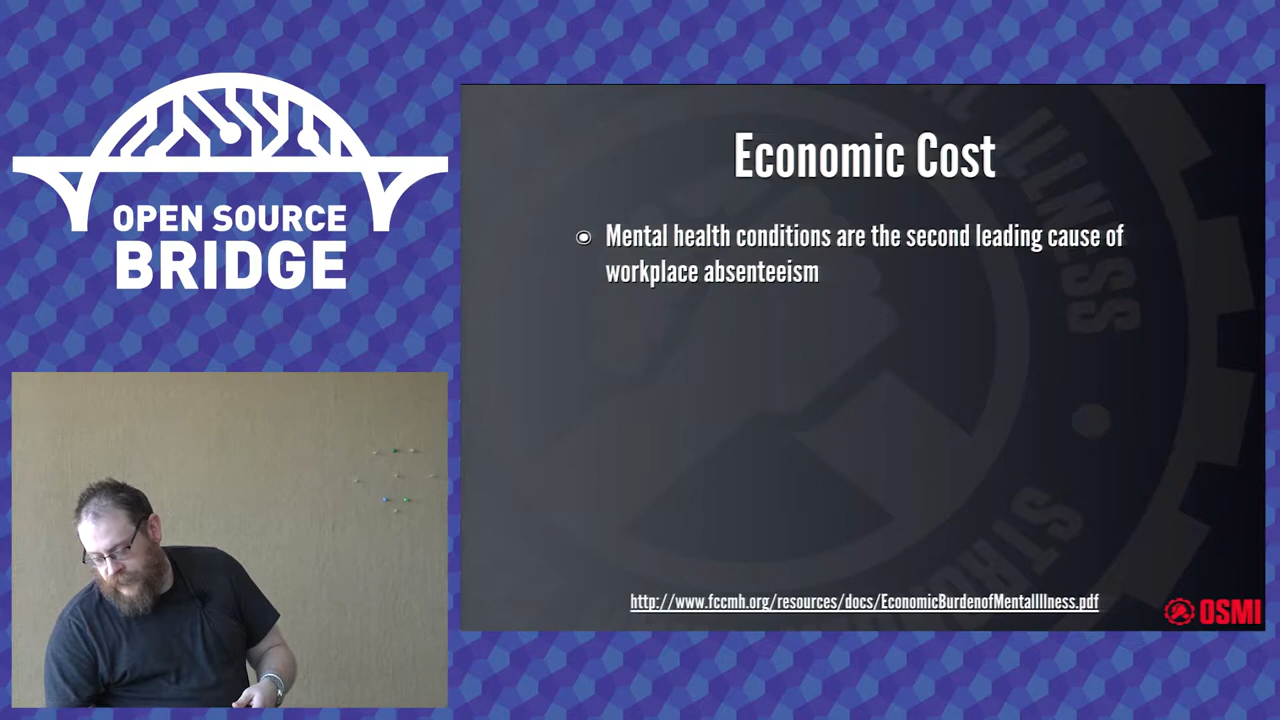 OPEN SOURCE
BRIDGE
Economic Cost
Mental health conditions are the second leading cause of
workplace absenteeism
http://www.fccmh.org/resources/docs/EconomicBurdenofMentalIllness.pdf
OSMI
ILLNESS